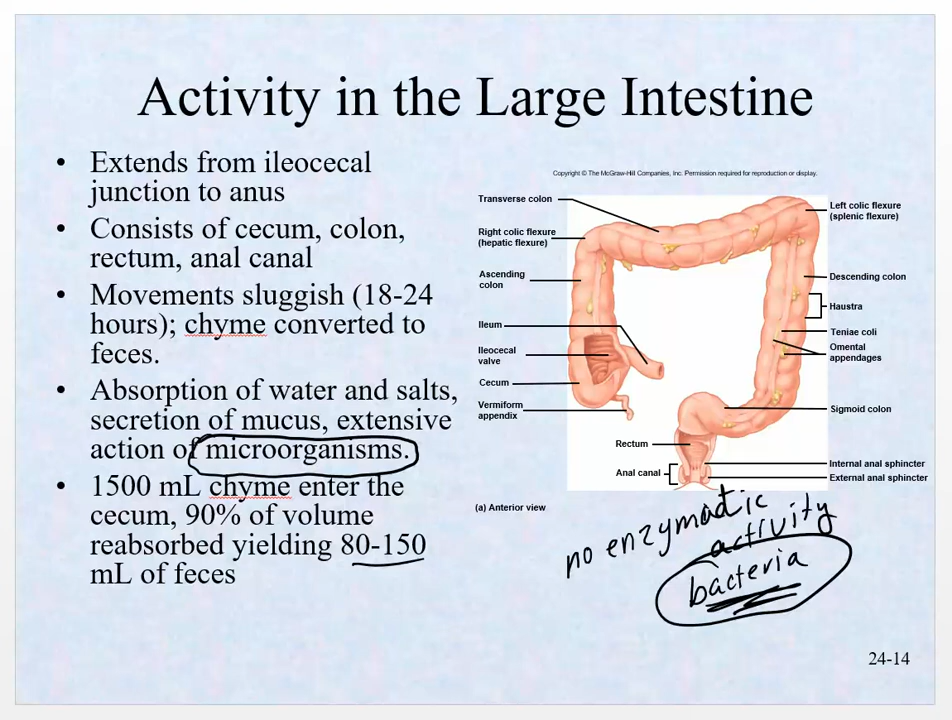 Activity in the Large Intestine
• Extends from ileocecal
junction to anus
• Consists of cecum, colon,
rectum, anal canal
• Movements sluggish (18-24
hours); chyme converted to
feces.
• Absorption of water and salts,
secretion of mucus, extensive
action of microorganisms.
• 1500 mL chyme enter the
cecum, 90% of volume
reabsorbed yielding 80-150
mL of feces
Copyright © The McGraw-Hill Companies, Inc. Permission required for reproduction or display.
Transverse colon
Right colic flexure
(hepatic flexure)
Ascending
colon
Ileum
Ileocecal
valve
Cecum
Vermiform
appendix
Rectum
Anal canal
Left colic flexure
(splenic flexure)
Descending colon
Haustra
Teniae coli
Omental
appendages
Sigmoid colon
Internal anal sphincter
External anal sphincter
(a) Anterior view
no enzymatic
activity
bacteria
24-14